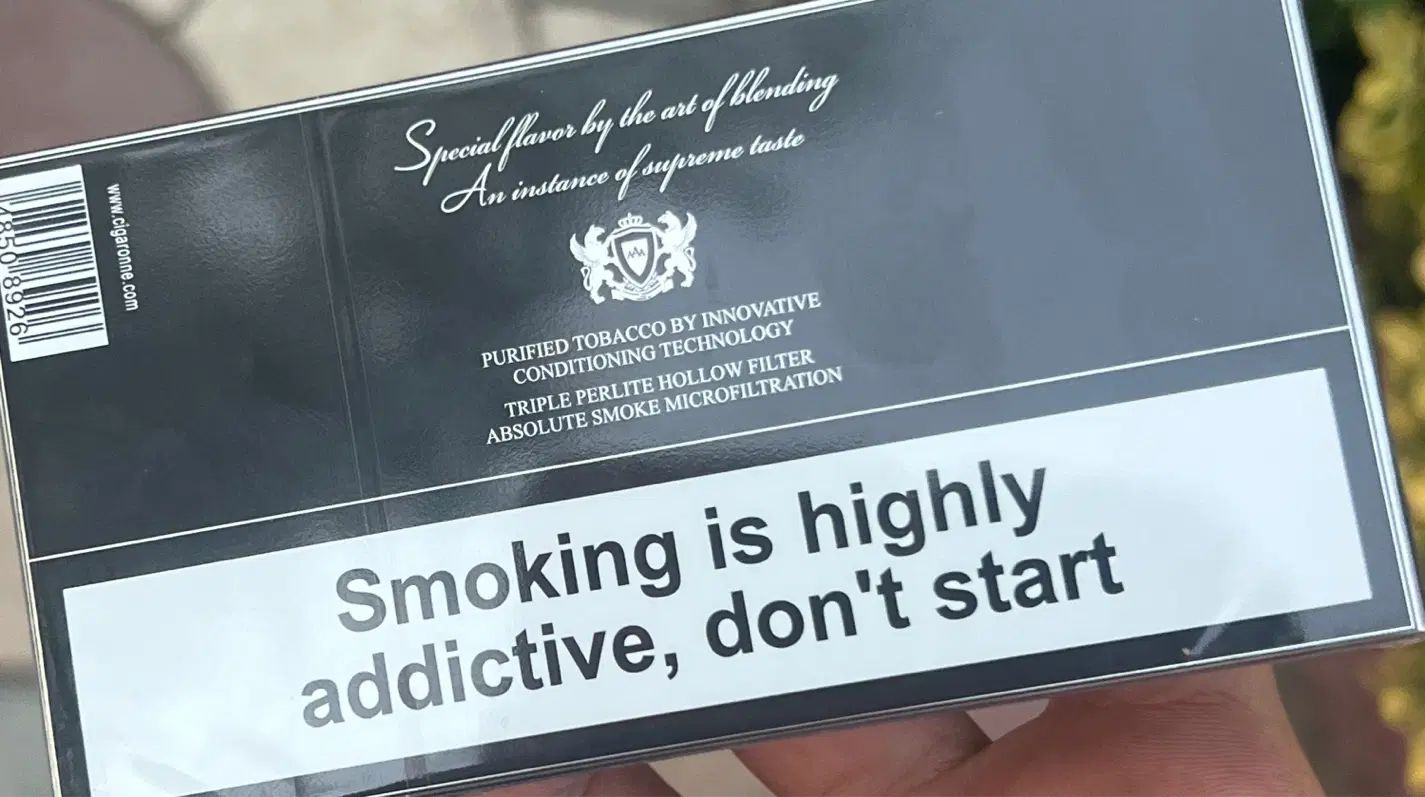 Special flavor by the art of blending
An instance of supreme taste
PURIFIED TOBACCO BY INNOVATIVE
CONDITIONING TECHNOLOGY
TRIPLE PERLITE HOLLOW FILTER
ABSOLUTE SMOKE MICROFILTRATION
www.cigaronne.com
Smoking is highly
addictive, don't start